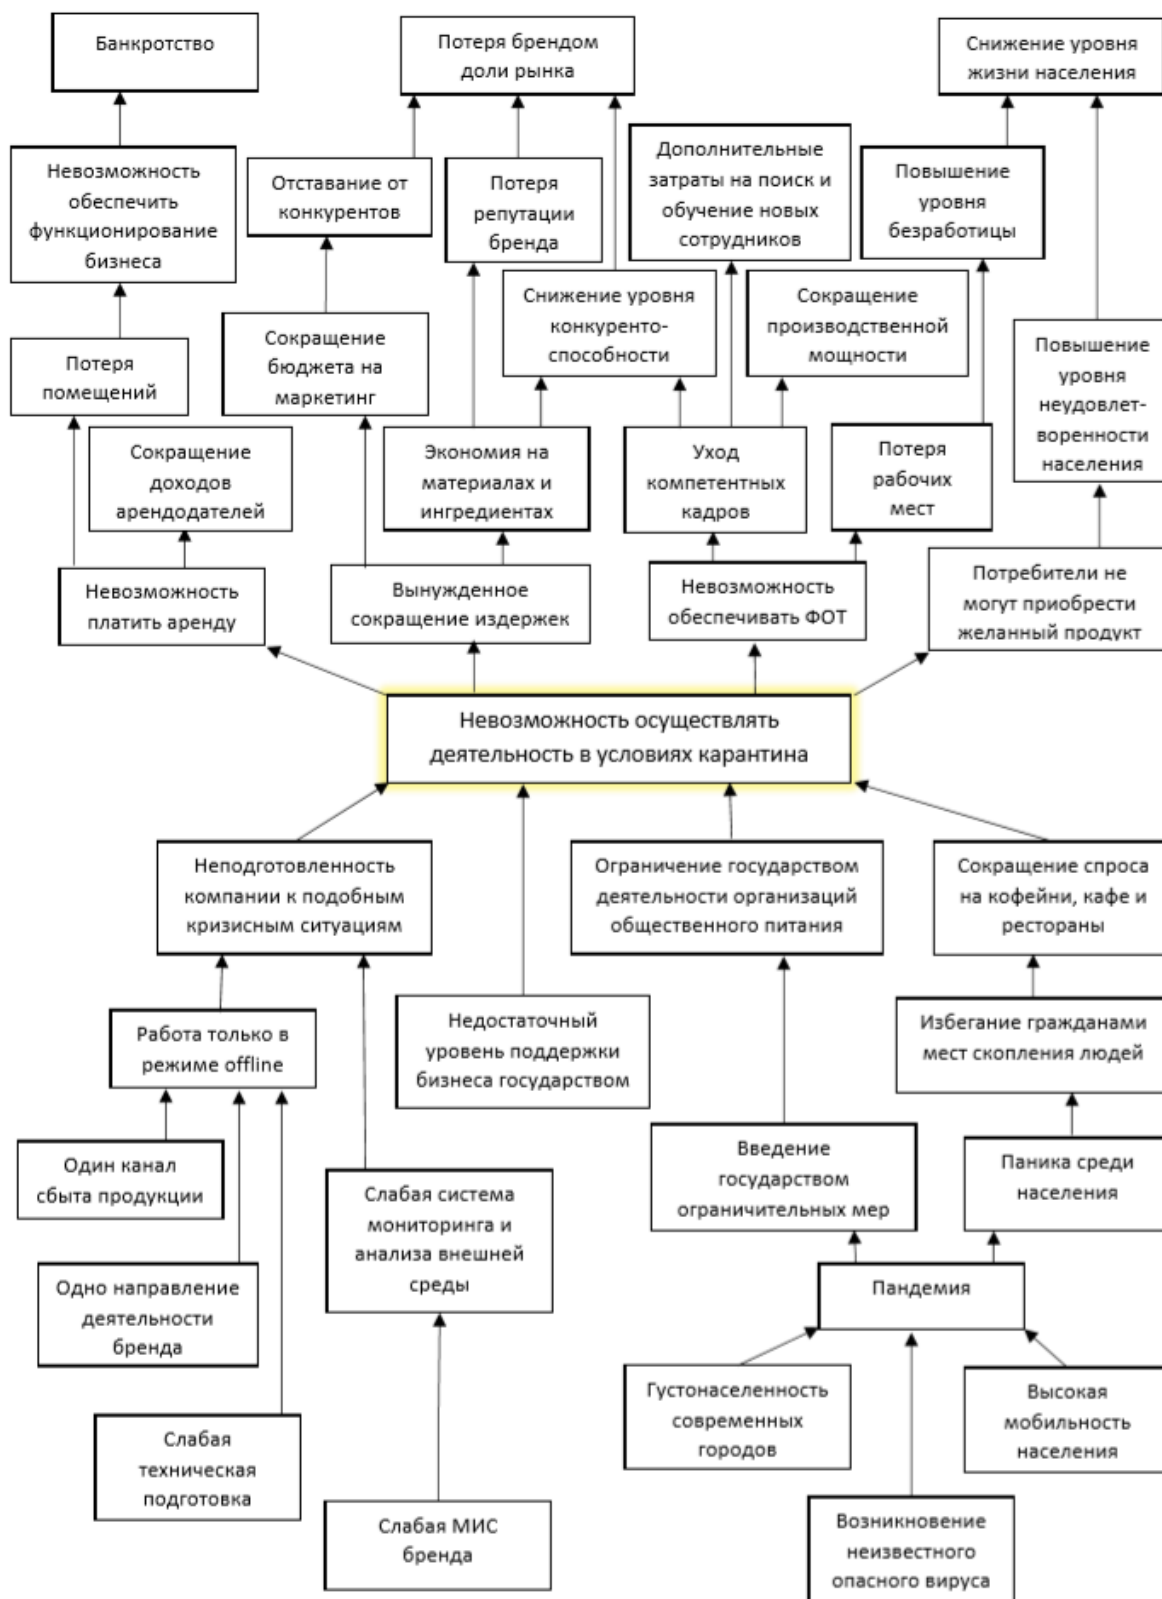 Банкротство
Потеря брендом
доли рынка
Снижение уровня
жизни населения
Невозможность
обеспечить
функционирование
бизнеса
Отставание от
конкурентов
Потеря
репутации
бренда
Дополнительные
затраты на поиск и
обучение новых
сотрудников
Повышение
уровня
безработицы
Снижение уровня
конкуренто-
способности
Сокращение
производственной
мощности
Потеря
помещений
Сокращение
бюджета на
маркетинг
Повышение
уровня
неудовлет-
воренности
населения
Сокращение
доходов
арендодателей
Экономия на
материалах и
ингредиентах
Уход
компетентных
кадров
Потеря
рабочих
мест
Невозможность
платить аренду
Вынужденное
сокращение издержек
Невозможность
обеспечивать ФОТ
Потребители не
могут приобрести
желанный продукт
Невозможность осуществлять
деятельность в условиях карантина
Неподготовленность
компании к подобным
кризисным ситуациям
Ограничение государством
деятельности организаций
общественного питания
Сокращение спроса
на кофейни, кафе и
рестораны
Работа только в
режиме offline
Недостаточный
уровень поддержки
бизнеса государством
Избегание гражданами
мест скопления людей
Один канал
сбыта продукции
Слабая система
мониторинга и
анализа внешней
среды
Введение
государством
ограничительных мер
Паника среди
населения
Одно направление
деятельности
бренда
Пандемия
Густонаселенность
современных
городов
Высокая
мобильность
населения
Слабая
техническая
подготовка
Слабая МИС
бренда
Возникновение
неизвестного
опасного вируса